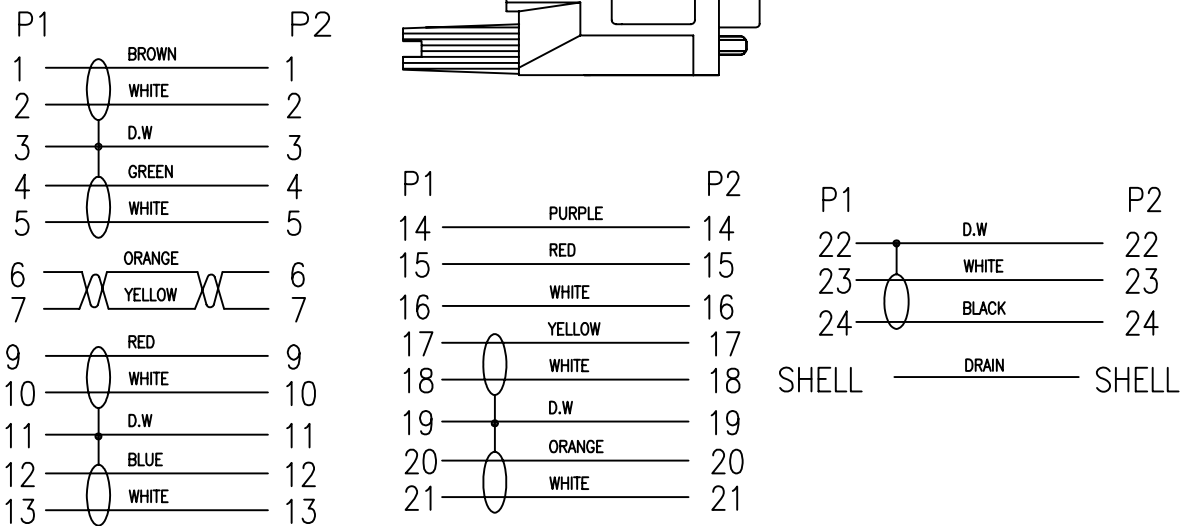 P1 P2
1 BROWN 1
2 WHITE 2
3 D.W 3
4 GREEN 4
5 WHITE 5
6 ORANGE 6
7 YELLOW 7
9 RED 9
10 WHITE 10
11 D.W 11
12 BLUE 12
13 WHITE 13
P1 P2
14 PURPLE 14
15 RED 15
16 WHITE 16
17 YELLOW 17
18 WHITE 18
19 D.W 19
20 ORANGE 20
21 WHITE 21
P1 P2
22 D.W 22
23 WHITE 23
24 BLACK 24
SHELL DRAIN SHELL